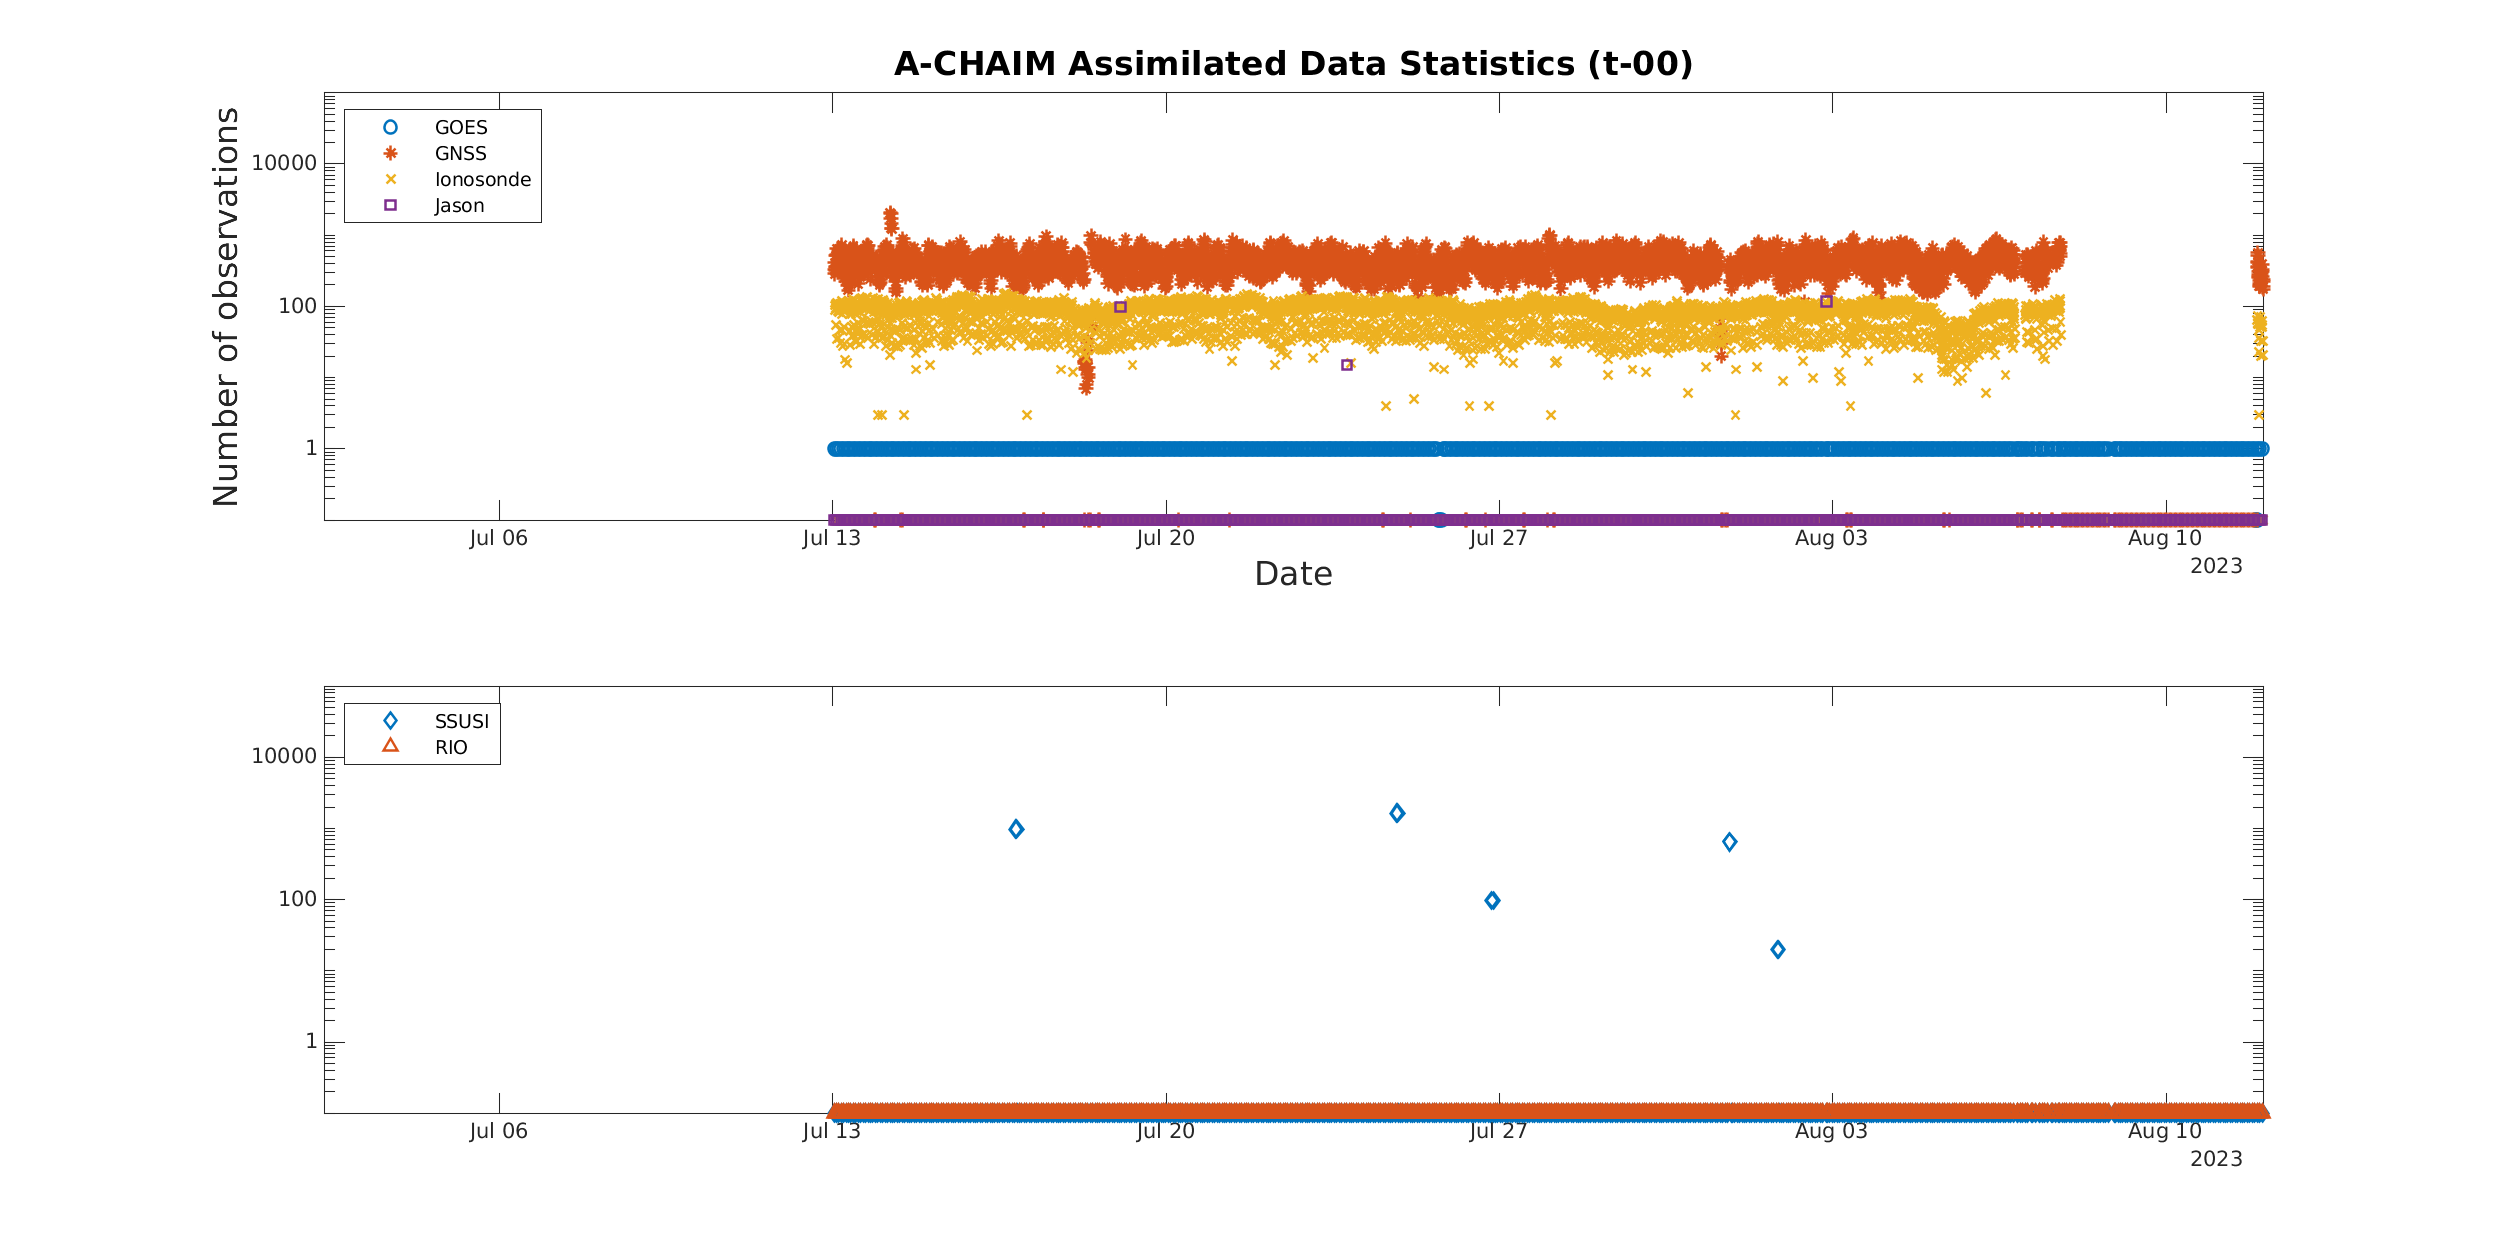 A-CHAIM Assimilated Data Statistics (t-00)
Number of observations
GOES
GNSS
Ionosonde
Jason
10000
100
1
Jul 06 Jul 13 Jul 20 Jul 27 Aug 03 Aug 10
2023
Date
SSUSI
RIO
10000
100
1
Jul 06 Jul 13 Jul 20 Jul 27 Aug 03 Aug 10
2023